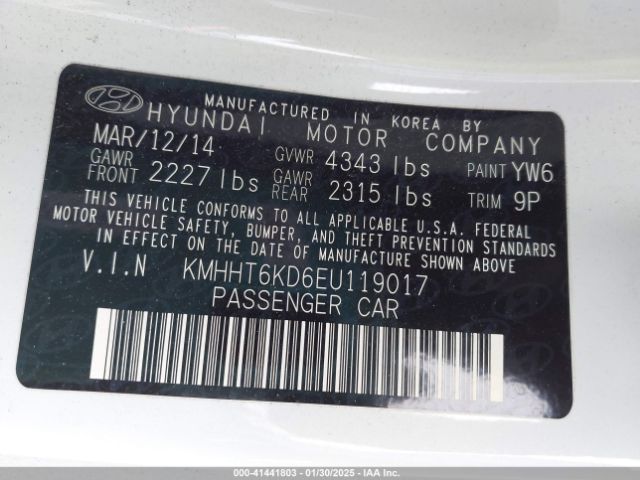 MANUFACTURED IN KOREA BY
HYUNDAI MOTOR COMPANY
MAR/12/14 GVWR 4343 lbs PAINT YW6
GAWR FRONT 2227 lbs GAWR REAR 2315 lbs TRIM 9P
THIS VEHICLE CONFORMS TO ALL APPLICABLE U.S.A. FEDERAL
MOTOR VEHICLE SAFETY, BUMPER, AND THEFT PREVENTION STANDARDS
IN EFFECT ON THE DATE OF MANUFACTURE SHOWN ABOVE
V.I.N KMHHT6KD6EU119017
PASSENGER CAR
000-41441803 - 01/30/2025 - IAA Inc.